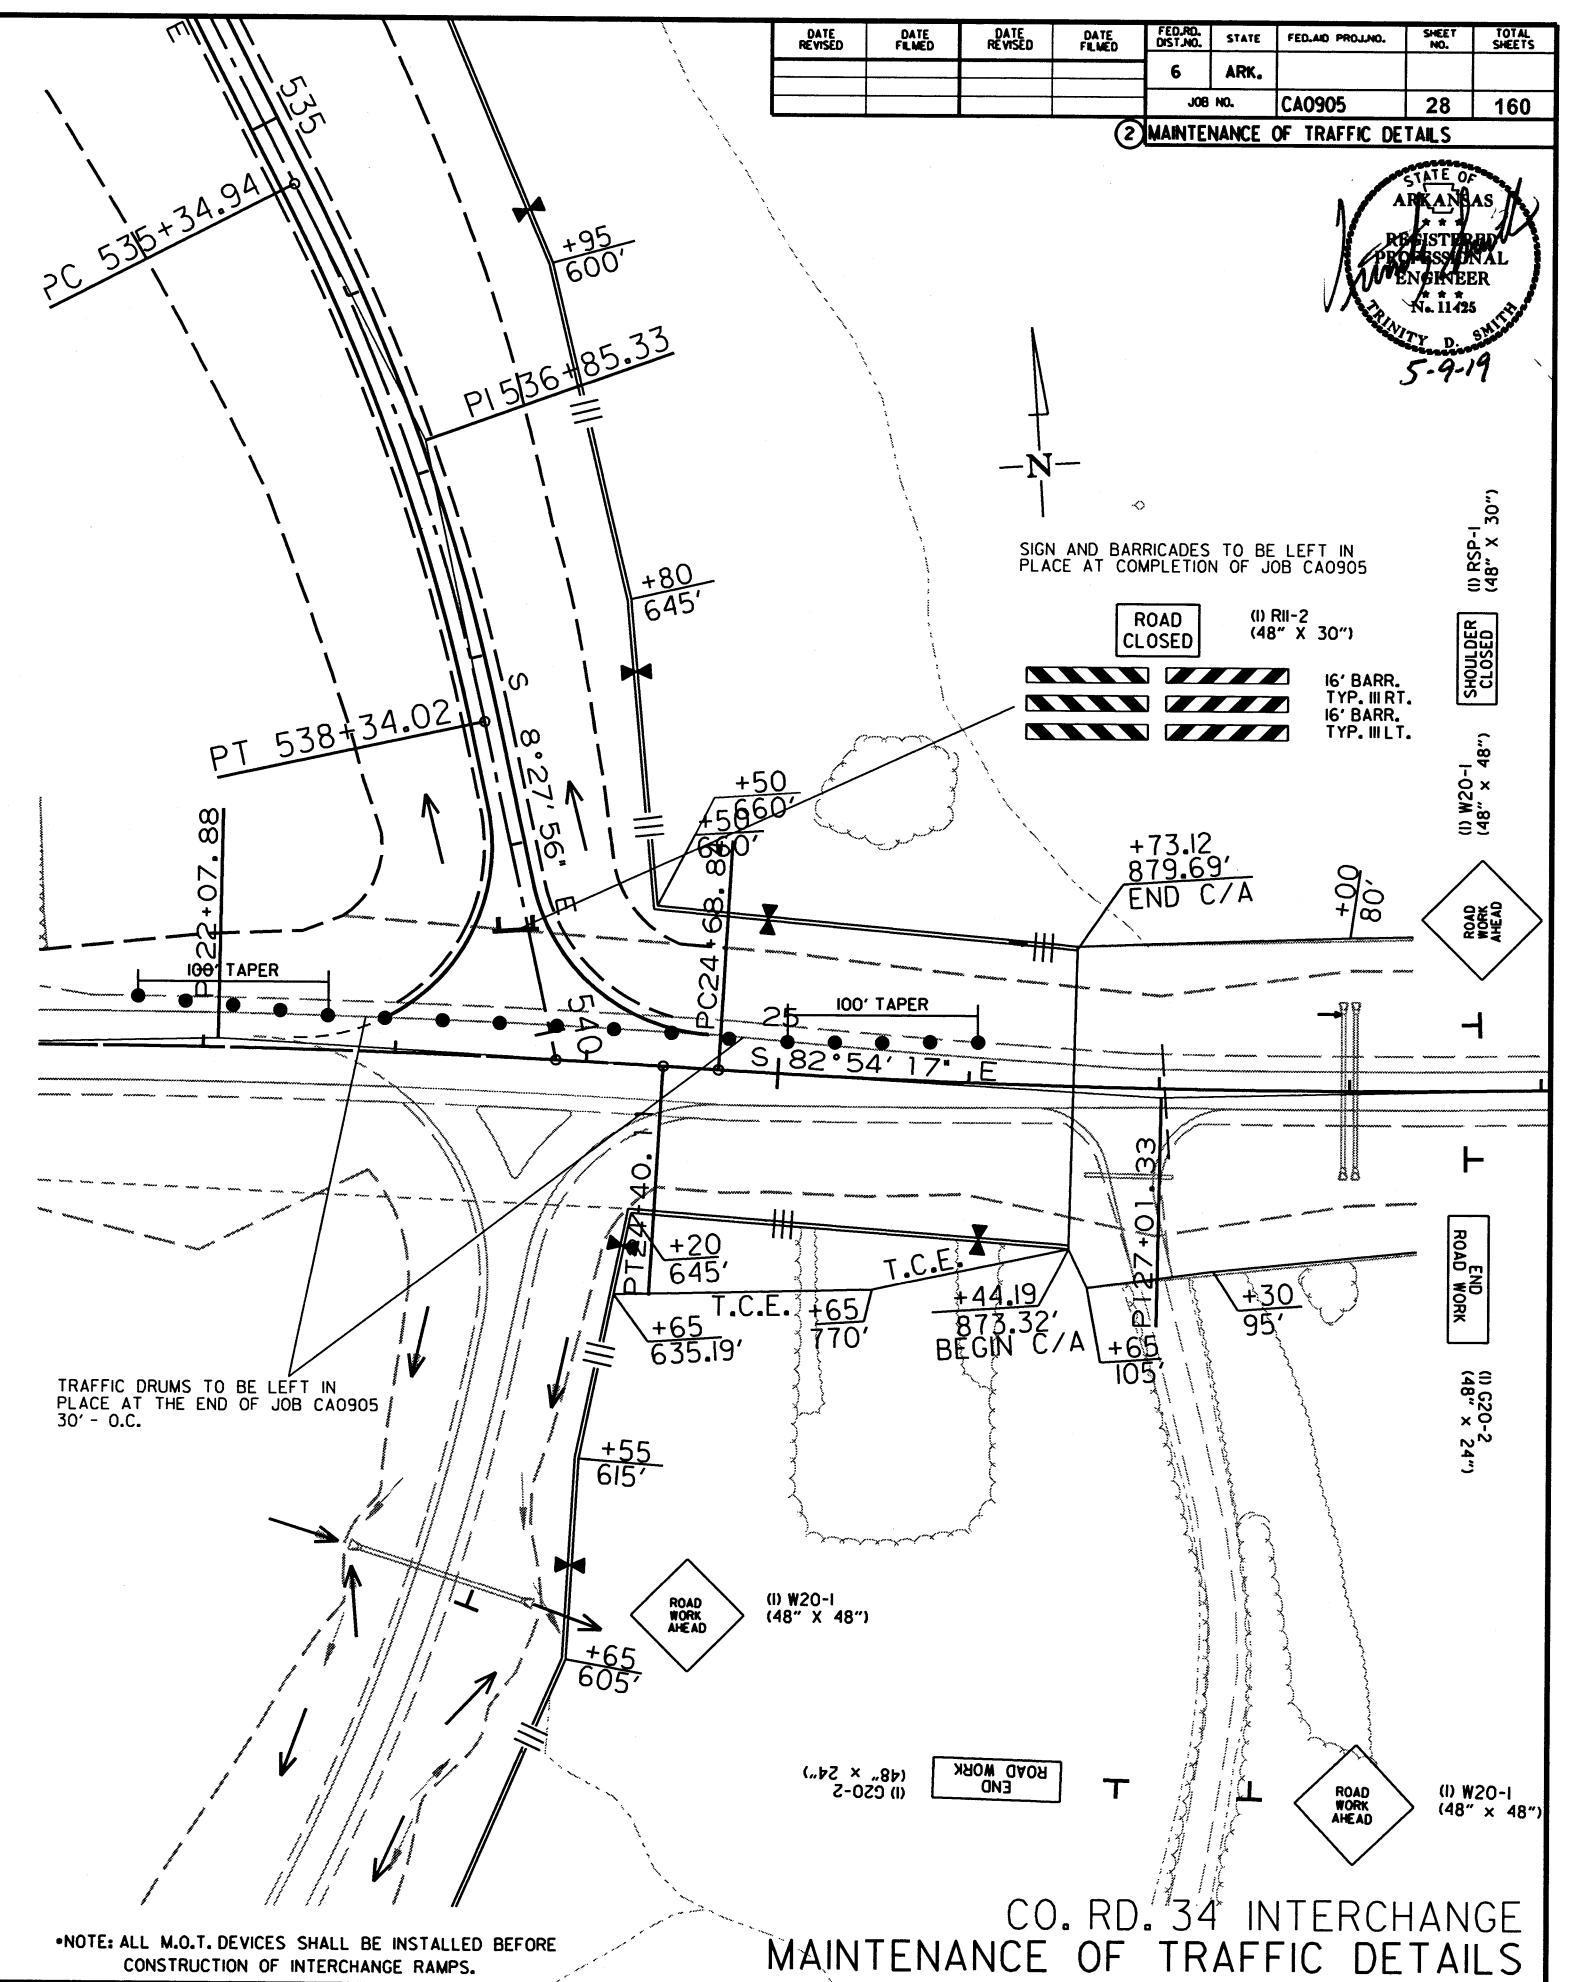 DATE REVISED
DATE FILMED
DATE REVISED
DATE FILMED
FED.RD. DIST.NO.
STATE
FED.AID PROJ.NO.
SHEET NO.
TOTAL SHEETS
6
ARK.
JOB NO.
CA0905
28
160
2
MAINTENANCE OF TRAFFIC DETAILS
STATE OF
ARKANSAS
* * *
REGISTERED
PROFESSIONAL
ENGINEER
* * *
No. 11425
TRINITY D. SMITH
5-9-19
E
535
PC 535+34.94
+95
600'
PI 536+85.33
N
+80
645'
SIGN AND BARRICADES TO BE LEFT IN
PLACE AT COMPLETION OF JOB CA0905
ROAD
CLOSED
(1) R11-2
(48" X 30")
16' BARR.
TYP. III RT.
16' BARR.
TYP. III LT.
(1) RSP-1
(48" X 30")
SHOULDER
CLOSED
(1) W20-1
(48" x 48")
ROAD
WORK
AHEAD
PT 538+34.02
S 8°27'56" E
+50
660'
+50
660'
+73.12
879.69'
END C/A
+00
80'
22+07.88
PC24+68.8
100' TAPER
540
25
100' TAPER
S 82°54'17" E
PT24+40.
PT27+01.33
+20
645'
T.C.E.
T.C.E.
+65
635.19'
+65
770'
+44.19
873.32'
BEGIN C/A
+65
105'
+30
95'
END
ROAD WORK
(1) G20-2
(48" x 24")
TRAFFIC DRUMS TO BE LEFT IN
PLACE AT THE END OF JOB CA0905
30' - O.C.
+55
615'
ROAD
WORK
AHEAD
(1) W20-1
(48" X 48")
+65
605'
(1) G20-2
(48" x 24")
END
ROAD WORK
ROAD
WORK
AHEAD
(1) W20-1
(48" x 48")
CO. RD. 34 INTERCHANGE
MAINTENANCE OF TRAFFIC DETAILS
•NOTE: ALL M.O.T. DEVICES SHALL BE INSTALLED BEFORE
CONSTRUCTION OF INTERCHANGE RAMPS.